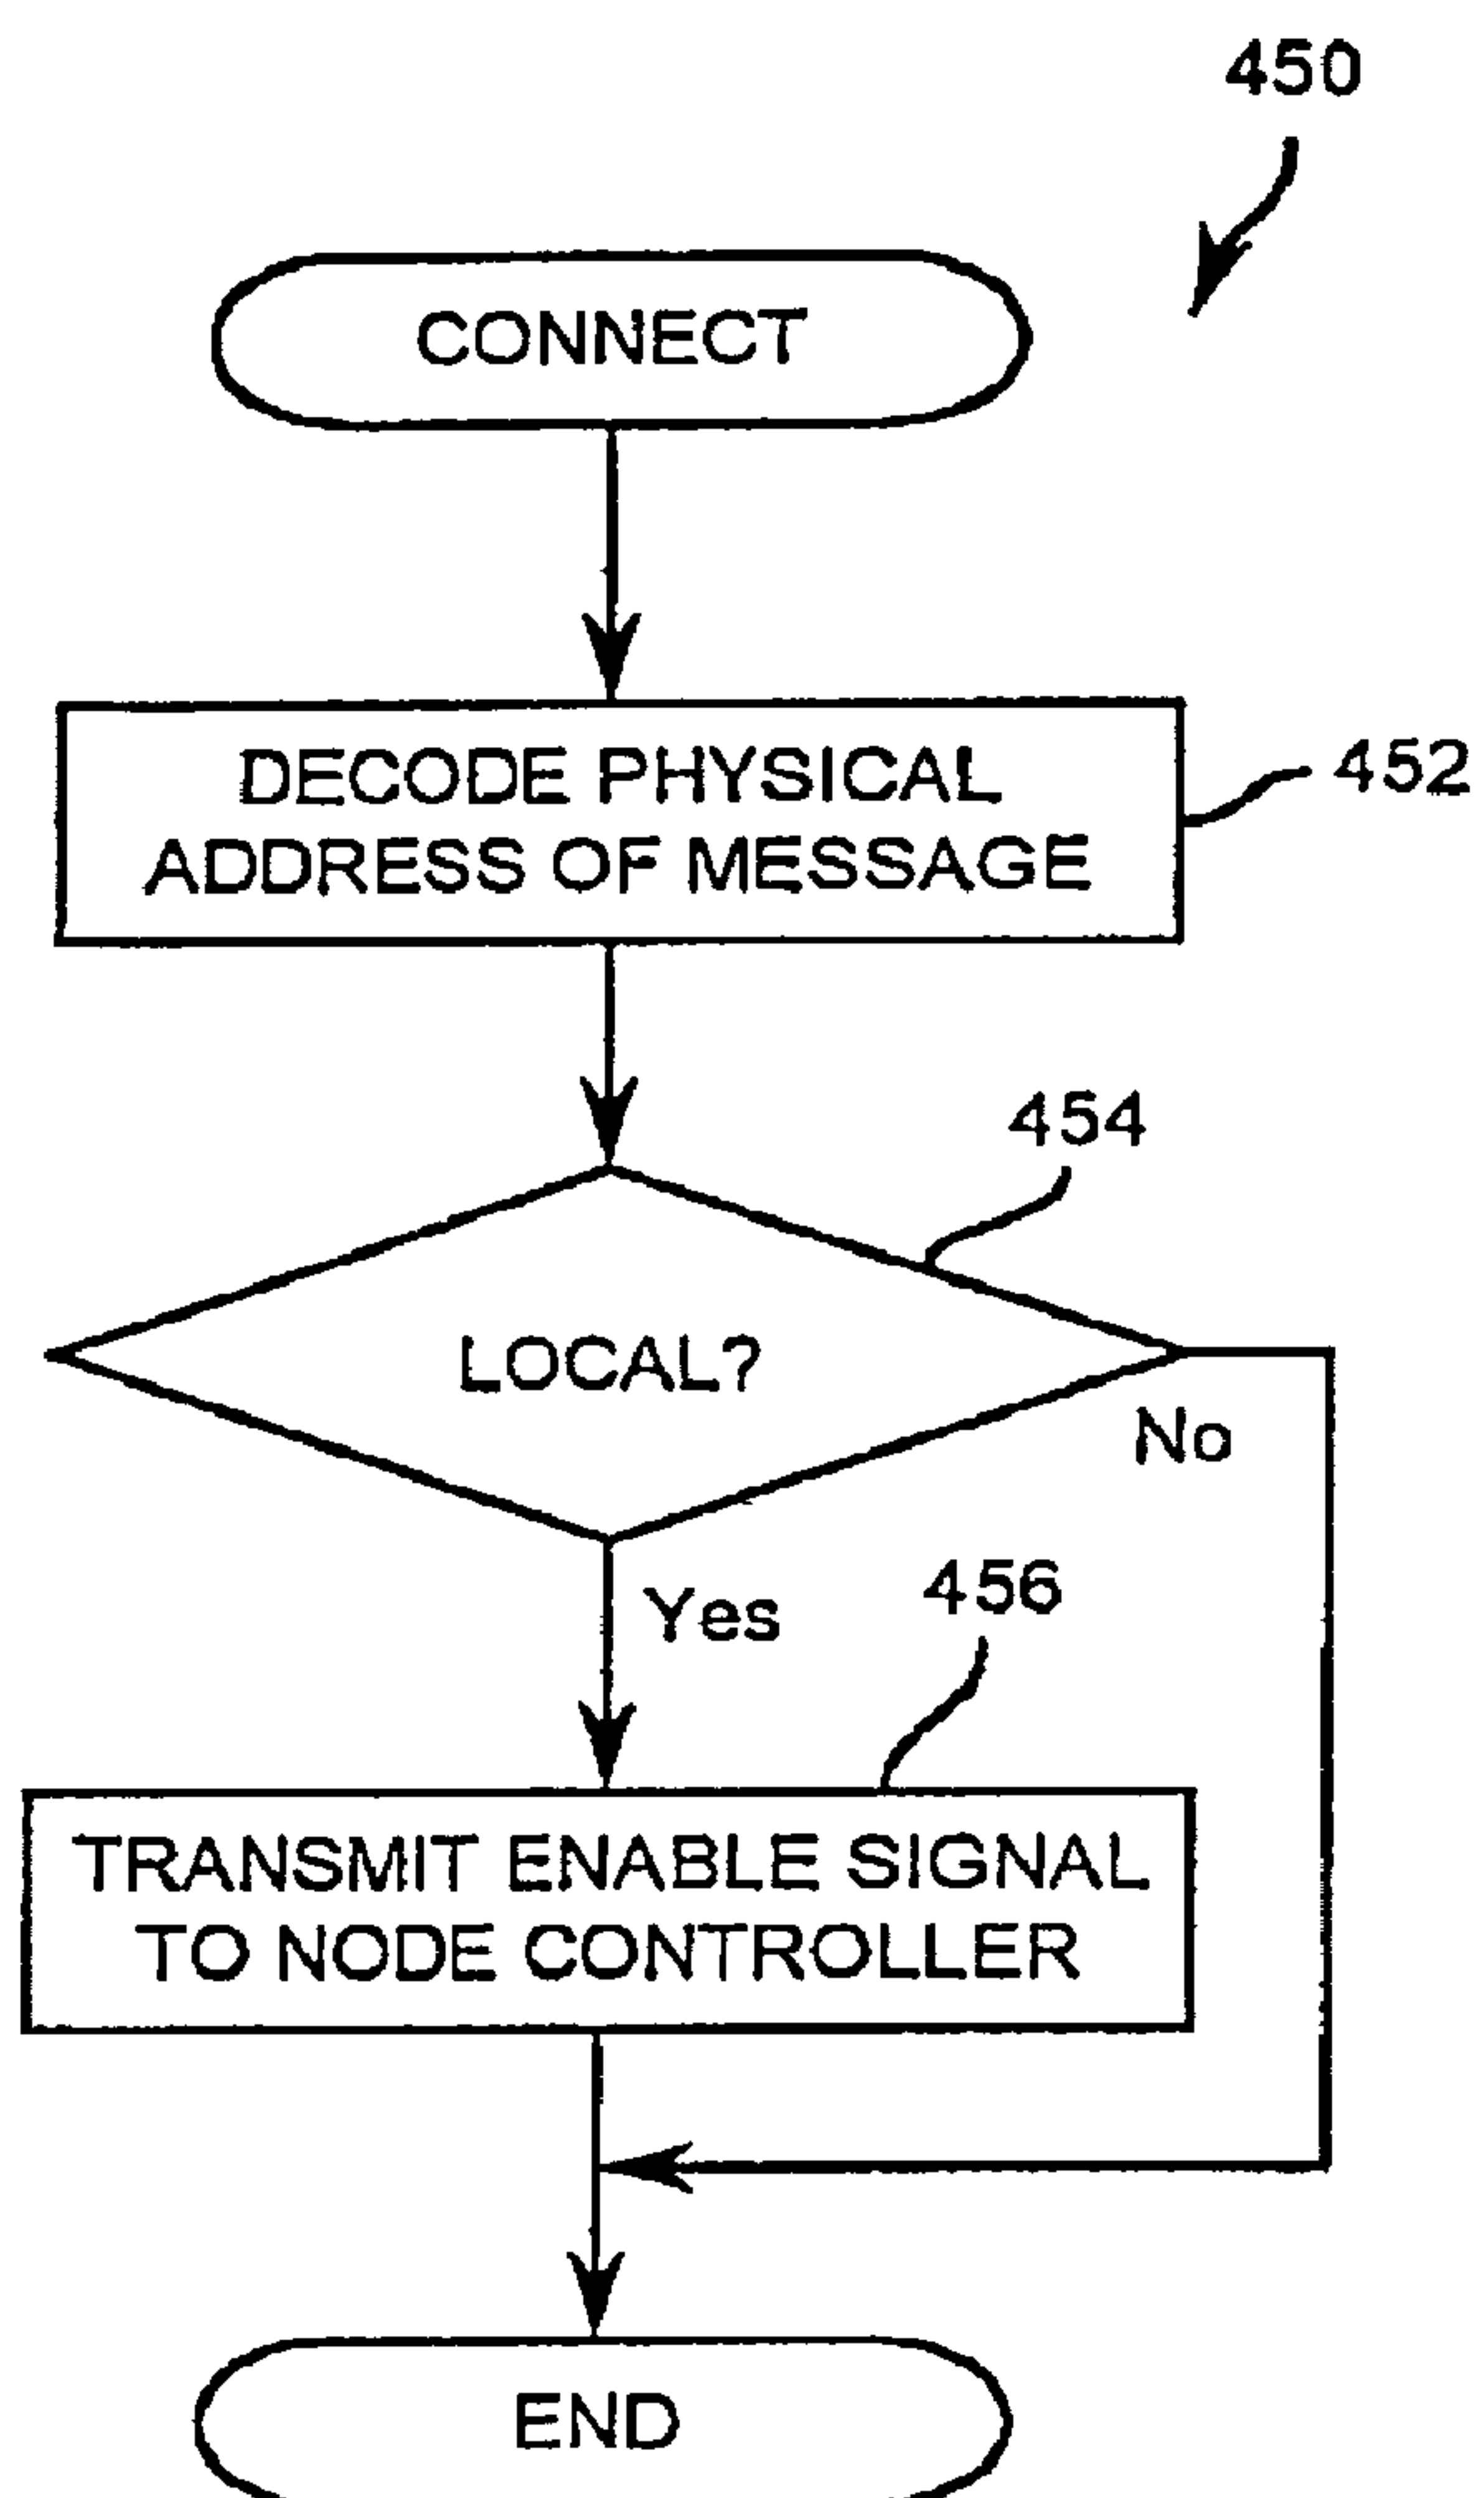 450
CONNECT
DECODE PHYSICAL
ADDRESS OF MESSAGE
452
454
LOCAL?
No
Yes
456
TRANSMIT ENABLE SIGNAL
TO NODE CONTROLLER
END